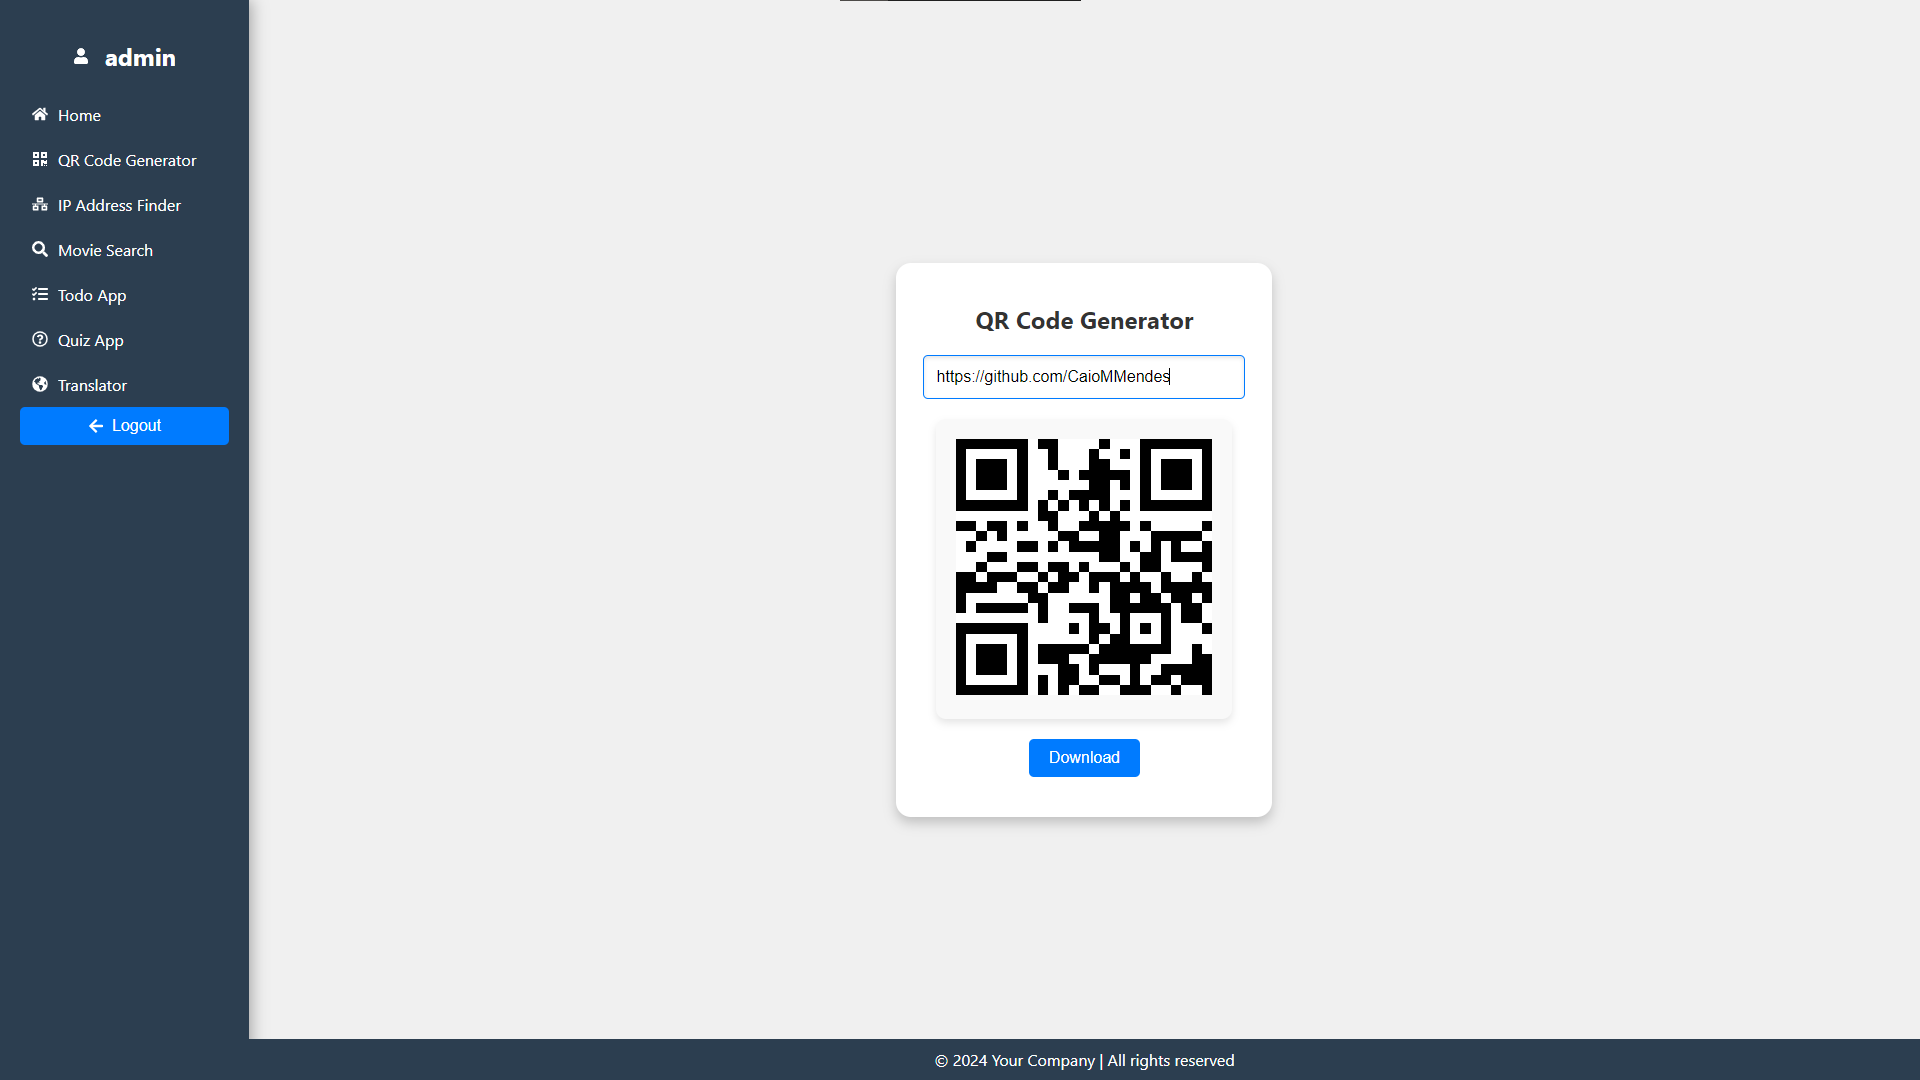 admin
Home
QR Code Generator
IP Address Finder
Movie Search
Todo App
Quiz App
Translator
Logout
QR Code Generator
https://github.com/CaioMMendes
Download
© 2024 Your Company | All rights reserved